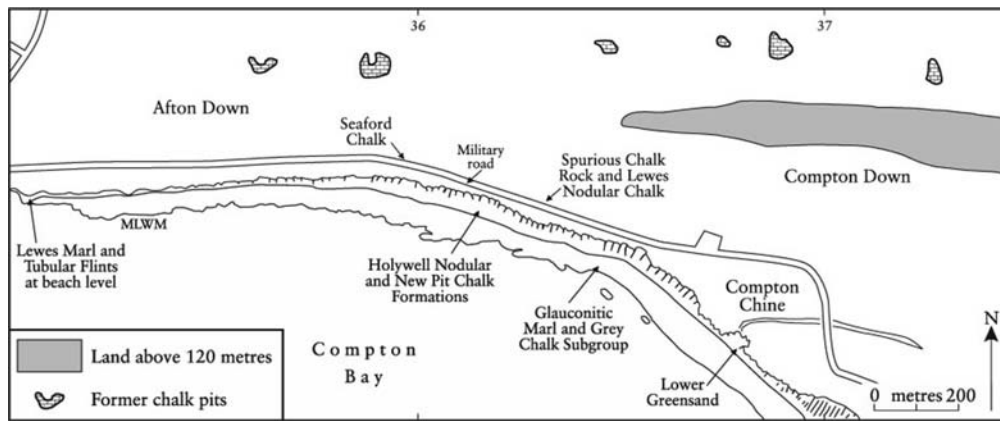 36
37
Afton Down
Seaford
Chalk
Military
road
Spurious Chalk
Rock and Lewes
Nodular Chalk
Compton Down
MLWM
Lewes Marl and
Tubular Flints
at beach level
Holywell Nodular
and New Pit Chalk
Formations
Glauconitic
Marl and Grey
Chalk Subgroup
Compton
Chine
N
Compton
Bay
Lower
Greensand
0 metres 200
Land above 120 metres
Former chalk pits